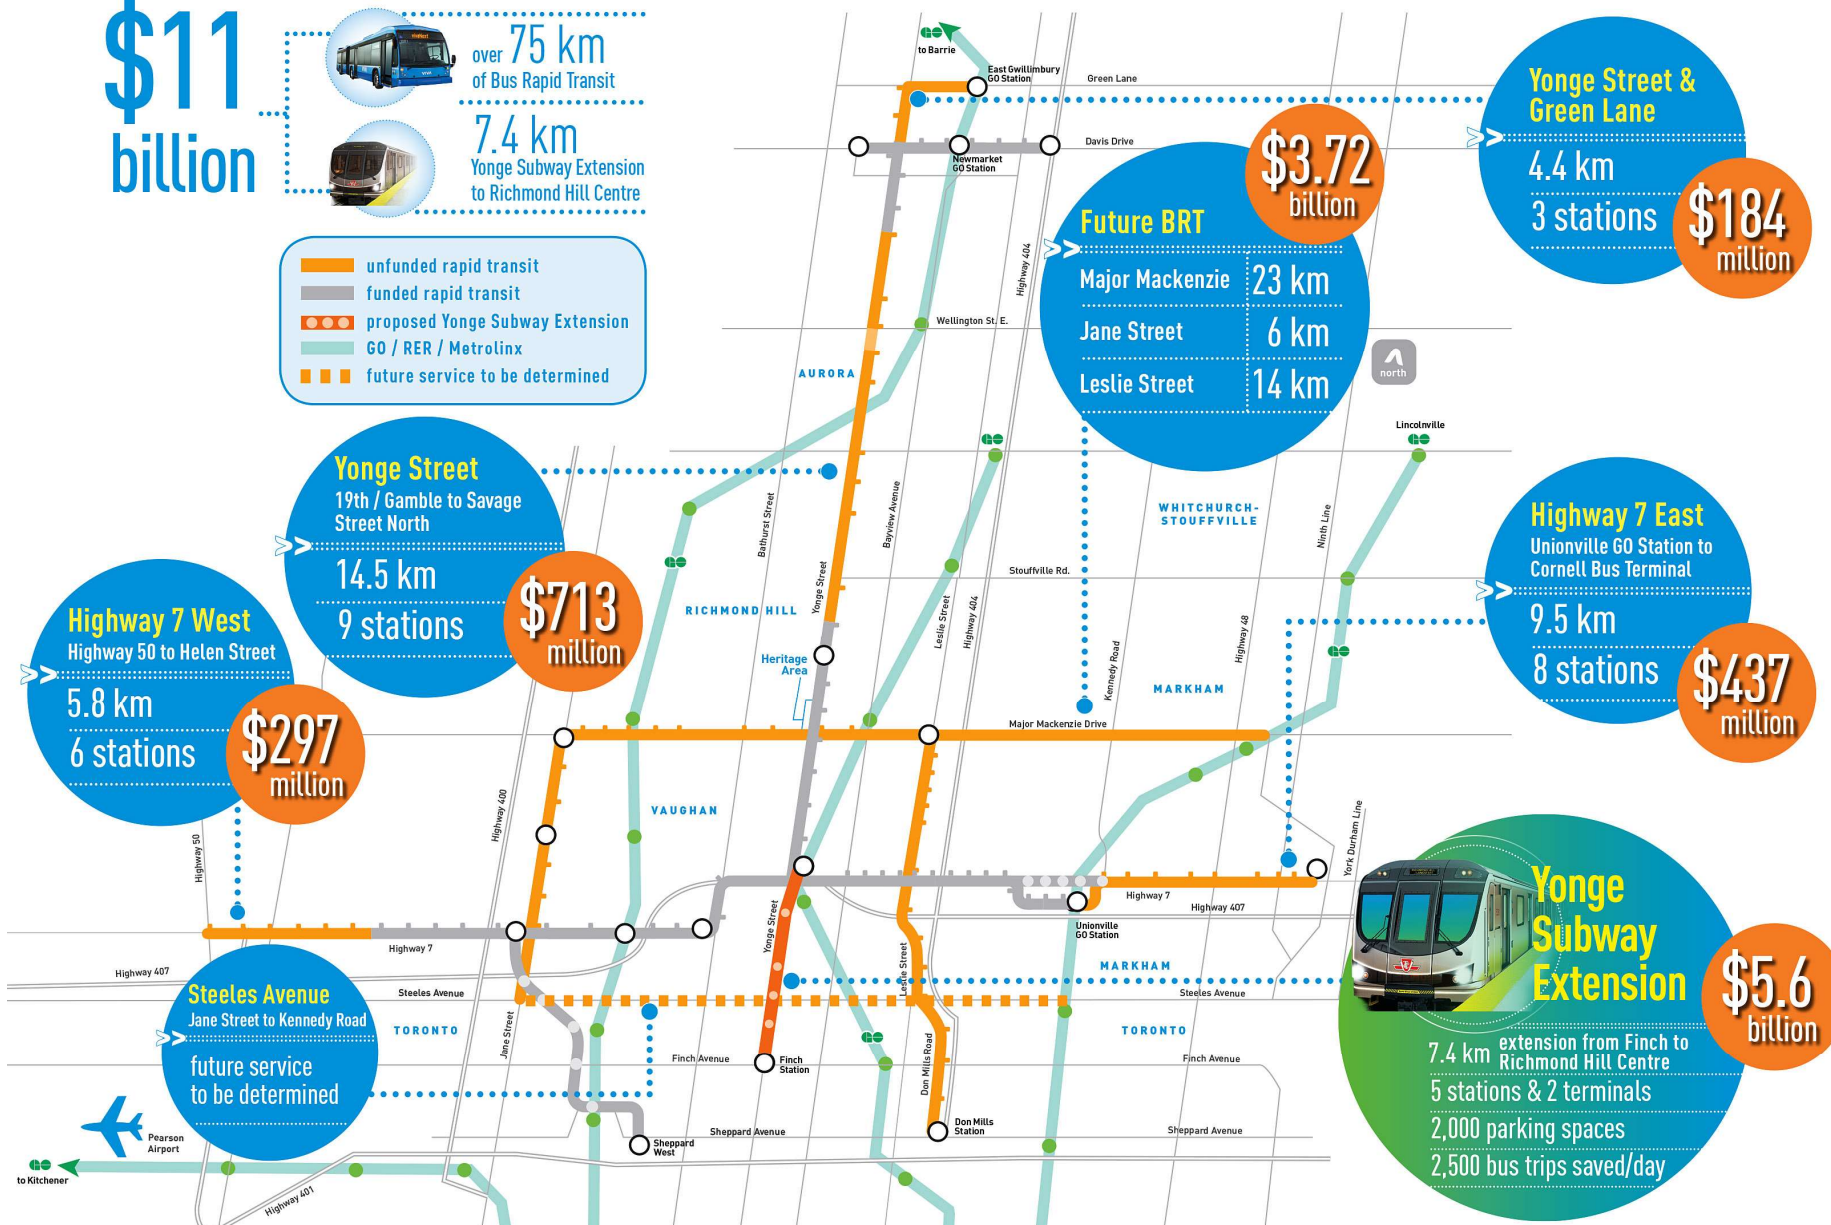 $11
billion
over 75 km
of Bus Rapid Transit
7.4 km
Yonge Subway Extension
to Richmond Hill Centre
unfunded rapid transit
funded rapid transit
proposed Yonge Subway Extension
GO / RER / Metrolinx
future service to be determined
to Barrie
East Gwillimbury
GO Station
Green Lane
Davis Drive
Newmarket
GO Station
Highway 404
Wellington St. E.
AURORA
Yonge Street &
Green Lane
4.4 km
3 stations
$184
million
$3.72
billion
Future BRT
Major Mackenzie 23 km
Jane Street 6 km
Leslie Street 14 km
north
Lincolnville
Yonge Street
19th / Gamble to Savage
Street North
14.5 km
9 stations
$713
million
Bathurst Street
Bayview Avenue
WHITCHURCH-
STOUFFVILLE
Ninth Line
Stouffville Rd.
Yonge Street
RICHMOND HILL
Leslie Street
Highway 404
Heritage
Area
Kennedy Road
Highway 48
MARKHAM
Major Mackenzie Drive
Highway 7 East
Unionville GO Station to
Cornell Bus Terminal
9.5 km
8 stations
$437
million
Highway 7 West
Highway 50 to Helen Street
5.8 km
6 stations
$297
million
Highway 50
Highway 400
VAUGHAN
York Durham Line
Highway 7
Highway 407
Unionville
GO Station
Yonge Street
Leslie Street
MARKHAM
Highway 7
Highway 407
Steeles Avenue
Steeles Avenue
TORONTO
Jane Street
TORONTO
Steeles Avenue
Jane Street to Kennedy Road
future service
to be determined
Finch Avenue
Finch
Station
Don Mills Road
Finch Avenue
Don Mills
Station
Sheppard Avenue
Sheppard Avenue
Sheppard
West
Pearson
Airport
to Kitchener
Highway 401
Yonge
Subway
Extension
$5.6
billion
7.4 km extension from Finch to
Richmond Hill Centre
5 stations & 2 terminals
2,000 parking spaces
2,500 bus trips saved/day